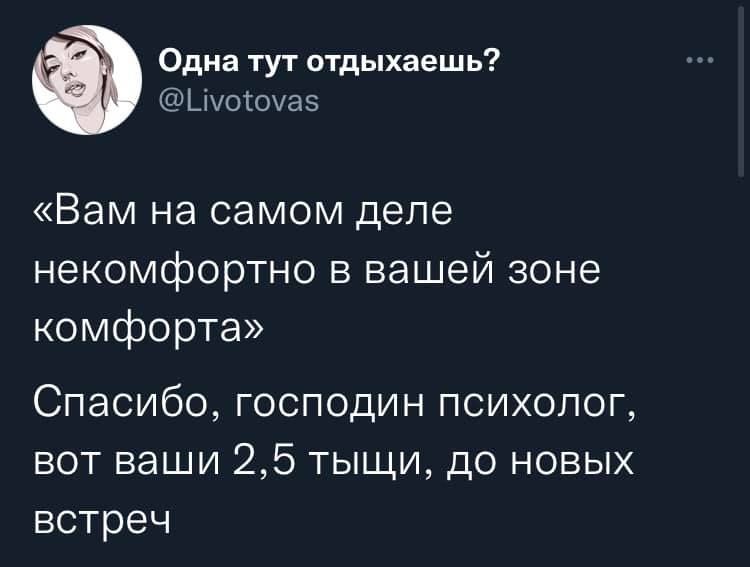 Одна тут отдыхаешь?
@Livotovas
«Вам на самом деле
некомфортно в вашей зоне
комфорта»
Спасибо, господин психолог,
вот ваши 2,5 тыщи, до новых
встреч